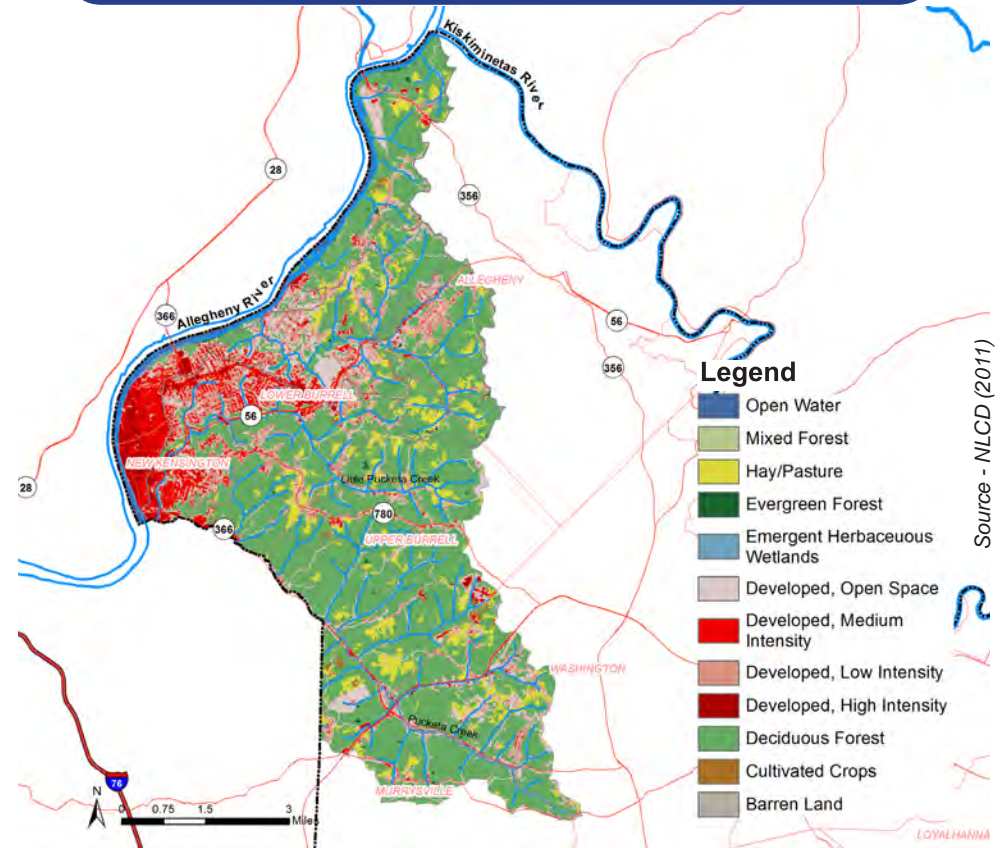 Kiskiminetas River
28
356
ALLEGHENY
Allegheny River
366
56
356
LOWER BURRELL
56
NEW KENSINGTON
28
Little Pucketa Creek
366
780
UPPER BURRELL
WASHINGTON
Pucketa Creek
76
MURRYSVILLE
N
0 0.75 1.5 3
Miles
LOYALHANNA
Legend
Open Water
Mixed Forest
Hay/Pasture
Evergreen Forest
Emergent Herbaceuous
Wetlands
Developed, Open Space
Developed, Medium
Intensity
Developed, Low Intensity
Developed, High Intensity
Deciduous Forest
Cultivated Crops
Barren Land
Source - NLCD (2011)